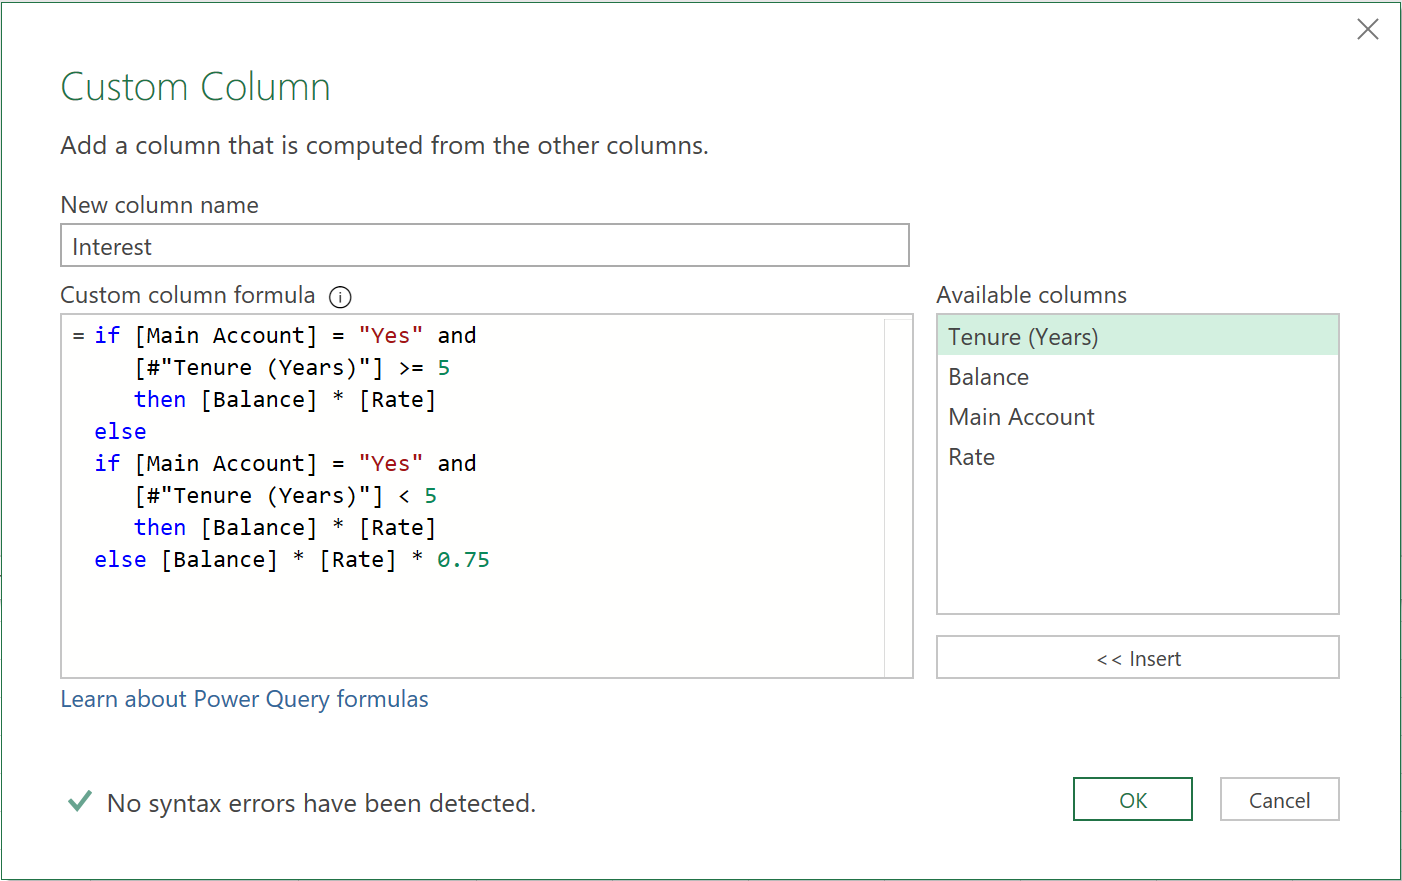 Custom Column
Add a column that is computed from the other columns.
New column name
Interest
Custom column formula
= if [Main Account] = "Yes" and
[#"Tenure (Years)"] >= 5
then [Balance] * [Rate]
else
if [Main Account] = "Yes" and
[#"Tenure (Years)"] < 5
then [Balance] * [Rate]
else [Balance] * [Rate] * 0.75
Available columns
Tenure (Years)
Balance
Main Account
Rate
<< Insert
Learn about Power Query formulas
No syntax errors have been detected.
OK
Cancel